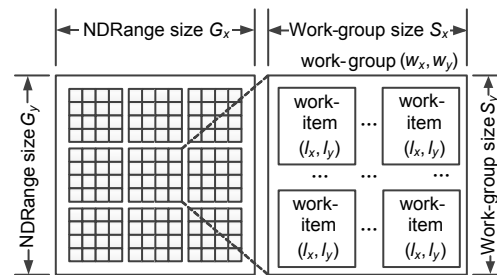 NDRange size Gx
Work-group size Sx
work-group (wx, wy)
NDRange size Gy
work-
item
(lx, ly)
...
work-
item
(lx, ly)
... ... ...
work-
item
(lx, ly)
...
work-
item
(lx, ly)
Work-group size Sy